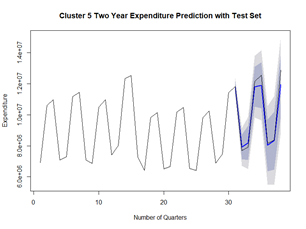 Cluster 5 Two Year Expenditure Prediction with Test Set
1.4e+07
1.2e+07
1.0e+07
8.0e+06
6.0e+06
Expenditure
0
10
20
30
Number of Quarters